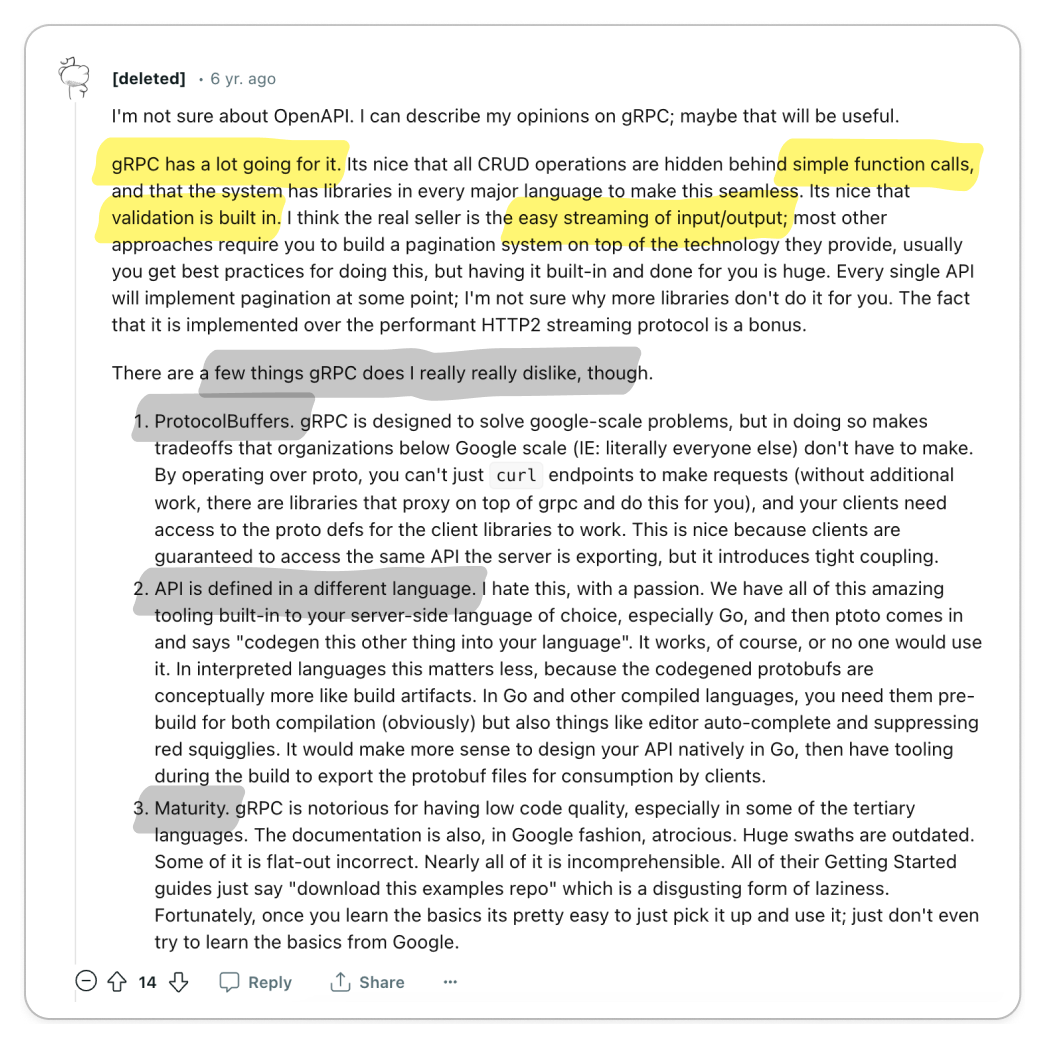 [deleted] · 6 yr. ago
I'm not sure about OpenAPI. I can describe my opinions on gRPC; maybe that will be useful.
gRPC has a lot going for it. Its nice that all CRUD operations are hidden behind simple function calls,
and that the system has libraries in every major language to make this seamless. Its nice that
validation is built in. I think the real seller is the easy streaming of input/output; most other
approaches require you to build a pagination system on top of the technology they provide, usually
you get best practices for doing this, but having it built-in and done for you is huge. Every single API
will implement pagination at some point; I'm not sure why more libraries don't do it for you. The fact
that it is implemented over the performant HTTP2 streaming protocol is a bonus.
There are a few things gRPC does I really really dislike, though.
1. ProtocolBuffers. gRPC is designed to solve google-scale problems, but in doing so makes
tradeoffs that organizations below Google scale (IE: literally everyone else) don't have to make.
By operating over proto, you can't just curl endpoints to make requests (without additional
work, there are libraries that proxy on top of grpc and do this for you), and your clients need
access to the proto defs for the client libraries to work. This is nice because clients are
guaranteed to access the same API the server is exporting, but it introduces tight coupling.
2. API is defined in a different language. I hate this, with a passion. We have all of this amazing
tooling built-in to your server-side language of choice, especially Go, and then ptoto comes in
and says "codegen this other thing into your language". It works, of course, or no one would use
it. In interpreted languages this matters less, because the codegened protobufs are
conceptually more like build artifacts. In Go and other compiled languages, you need them pre-
build for both compilation (obviously) but also things like editor auto-complete and suppressing
red squigglies. It would make more sense to design your API natively in Go, then have tooling
during the build to export the protobuf files for consumption by clients.
3. Maturity. gRPC is notorious for having low code quality, especially in some of the tertiary
languages. The documentation is also, in Google fashion, atrocious. Huge swaths are outdated.
Some of it is flat-out incorrect. Nearly all of it is incomprehensible. All of their Getting Started
guides just say "download this examples repo" which is a disgusting form of laziness.
Fortunately, once you learn the basics its pretty easy to just pick it up and use it; just don't even
try to learn the basics from Google.
14 Reply Share ...